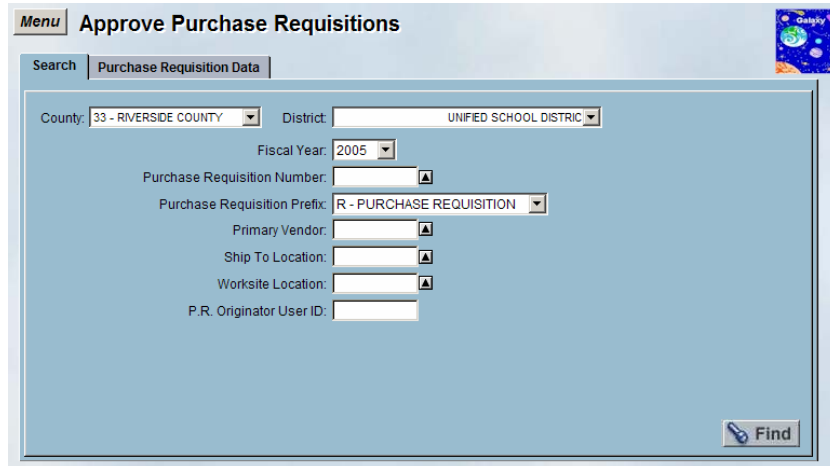 Menu Approve Purchase Requisitions
Galaxy
Search Purchase Requisition Data
County: 33 - RIVERSIDE COUNTY District: UNIFIED SCHOOL DISTRIC
Fiscal Year: 2005
Purchase Requisition Number:
Purchase Requisition Prefix: R - PURCHASE REQUISITION
Primary Vendor:
Ship To Location:
Worksite Location:
P.R. Originator User ID:
Find